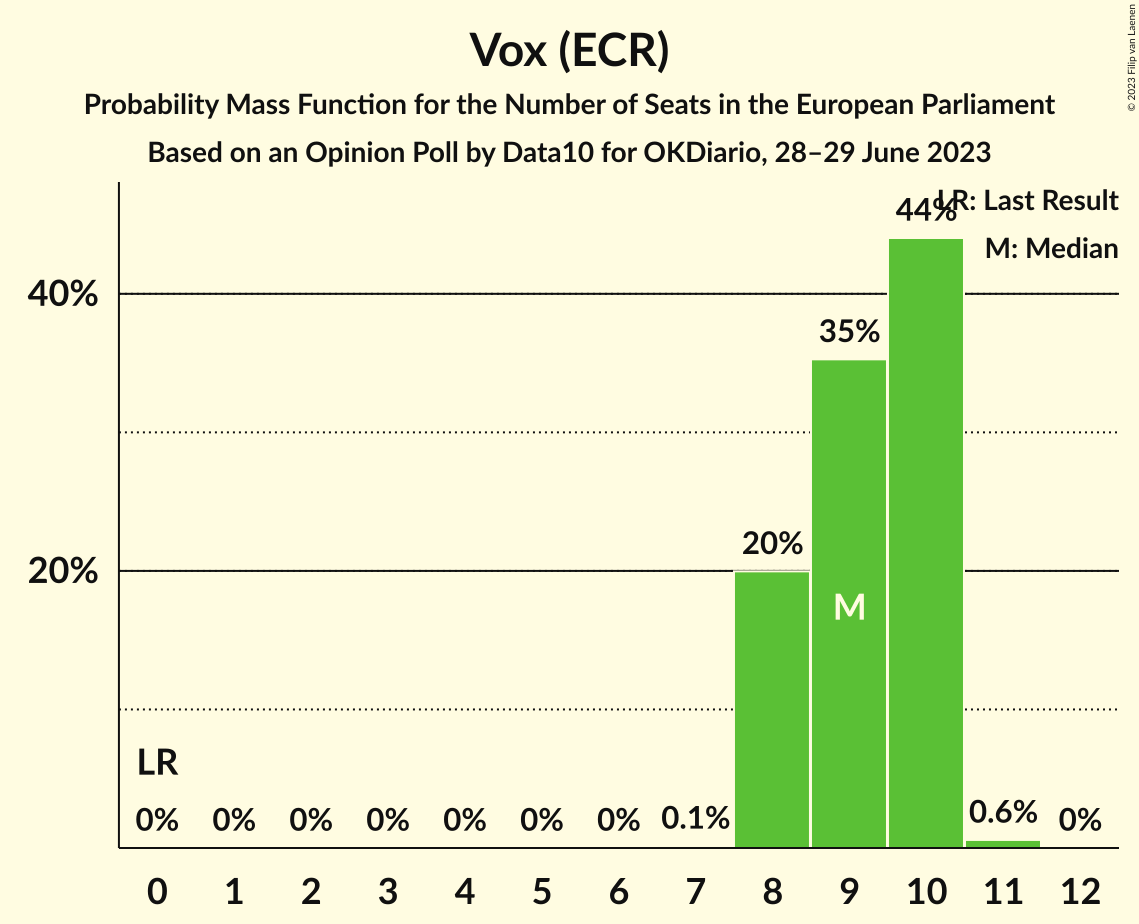 Vox (ECR)
Probability Mass Function for the Number of Seats in the European Parliament
Based on an Opinion Poll by Data10 for OKDiario, 28–29 June 2023
© 2023 Filip van Laenen
LR: Last Result
M: Median
44%
40%
35%
20%
20%
M
LR
0% 0% 0% 0% 0% 0% 0% 0.1% 0.6% 0%
0 1 2 3 4 5 6 7 8 9 10 11 12